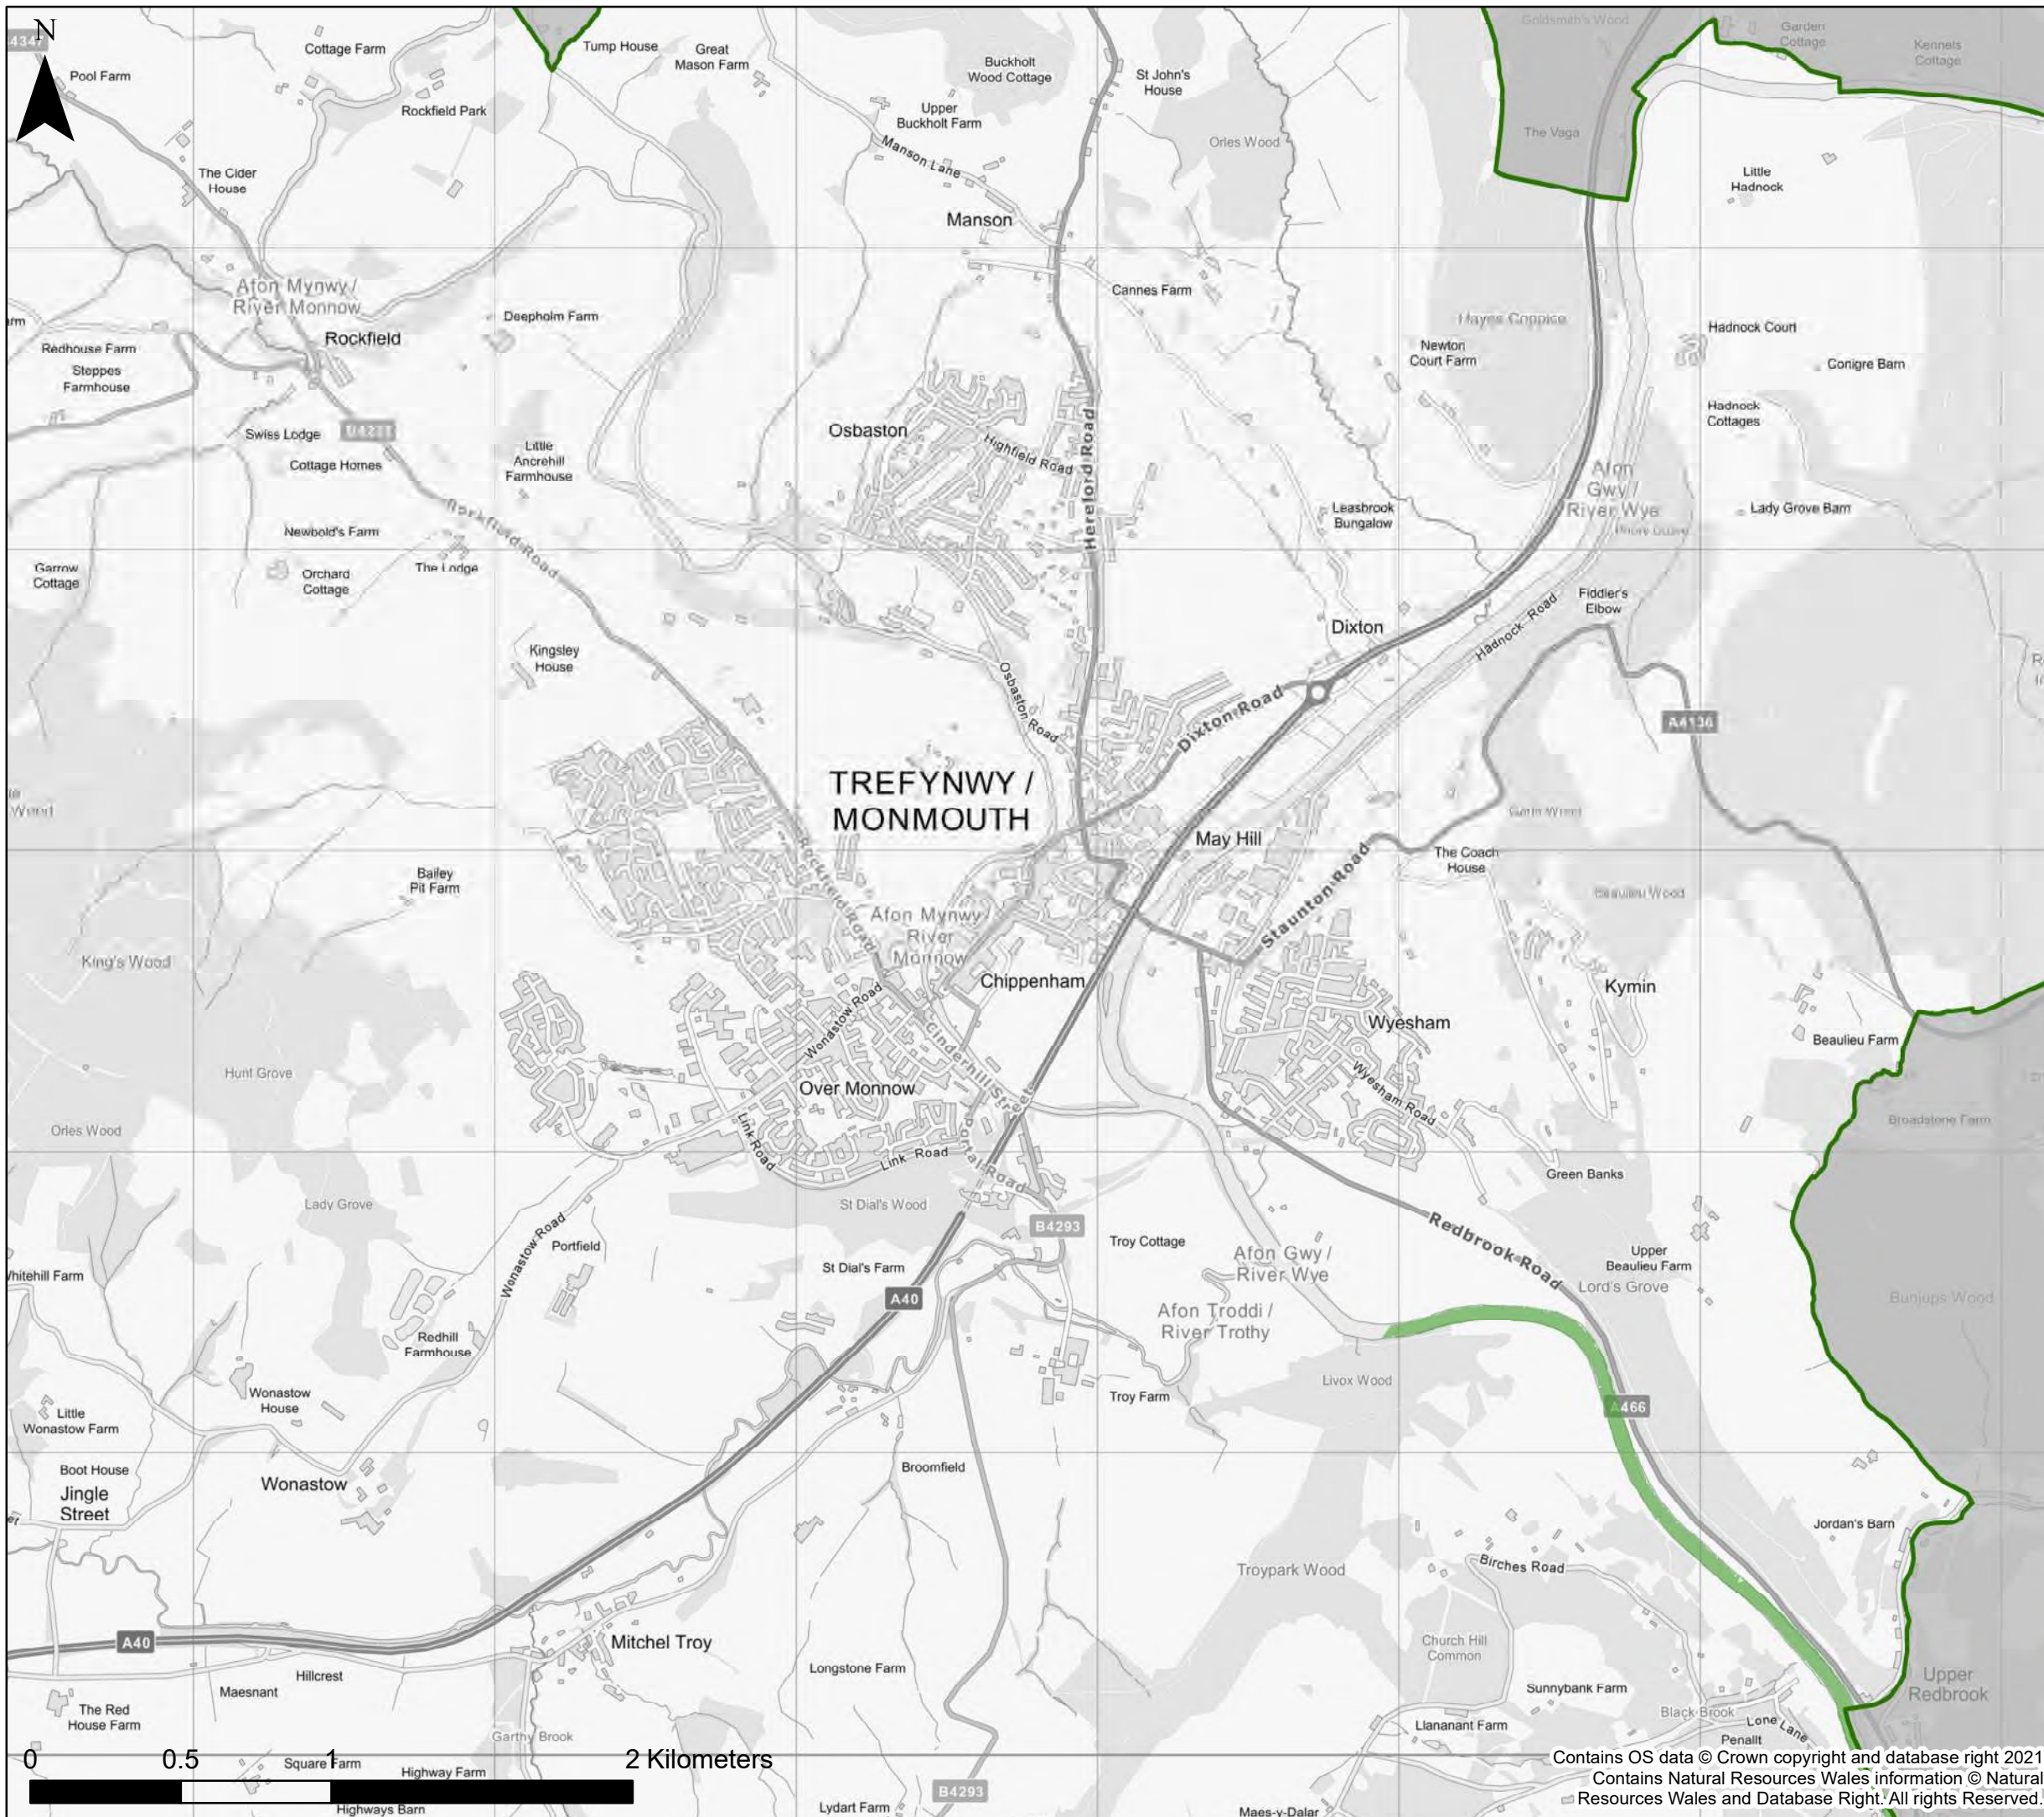 N
Cottage Farm
Tump House
Great
Mason Farm
Buckholt
Wood Cottage
St John's
House
Goldsmith's Wood
Garden
Cottage
Kennels
Cottage
Pool Farm
Rockfield Park
Upper
Buckholt Farm
Manson Lane
Orles Wood
The Vaga
The Cider
House
Little
Hadnock
Manson
Afon Mynwy /
River Monnow
Cannes Farm
Deepholm Farm
Hayes Coppice
Hadnock Court
Rockfield
Redhouse Farm
Newton
Court Farm
Conigre Barn
Steppes
Farmhouse
Hadnock
Cottages
Swiss Lodge
Osbaston
Highfield Road
Hereford Road
Cottage Homes
Little
Ancrehill
Farmhouse
Afon
Gwy /
River Wye
Leasbrook
Bungalow
Lady Grove Barn
Newbold's Farm
Rockfield Road
Garrow
Cottage
Orchard
Cottage
The Lodge
Fiddler's
Elbow
Hadnock Road
Dixton
Kingsley
House
Osbaston Road
Dixton Road
A4136
TREFYNWY /
MONMOUTH
May Hill
Garth Wood
The Coach
House
Staunton Road
Bailey
Pit Farm
Rockfield Road
Beaulieu Wood
Afon Mynwy /
River
Monnow
King's Wood
Chippenham
Kymin
Wonastow Road
Wyesham
Beaulieu Farm
Cinderhill Street
Hunt Grove
Over Monnow
Wyesham Road
Orles Wood
Broadstone Farm
Link Road
Link Road
Portal Road
Green Banks
Lady Grove
St Dial's Wood
B4293
Redbrook Road
Wonastow Road
Portfield
Troy Cottage
Afon Gwy /
River Wye
Upper
Beaulieu Farm
Whitehill Farm
St Dial's Farm
Lord's Grove
A40
Bunjups Wood
Afon Troddi /
River Trothy
Redhill
Farmhouse
Livox Wood
Wonastow
House
Troy Farm
A466
Little
Wonastow Farm
Broomfield
Boot House
Wonastow
Jingle
Street
Jordan's Barn
Troypark Wood
Birches Road
A40
Mitchel Troy
Church Hill
Common
Longstone Farm
Hillcrest
Upper
Redbrook
Maesnant
Sunnybank Farm
The Red
House Farm
Black Brook
Lone Lane
Llananant Farm
Garthy Brook
Penallt
0 0.5 1 2 Kilometers
Square Farm
Highway Farm
B4293
Highways Barn
Lydart Farm
Maes-y-Dalar
Contains OS data © Crown copyright and database right 2021
Contains Natural Resources Wales information © Natural
Resources Wales and Database Right. All rights Reserved.